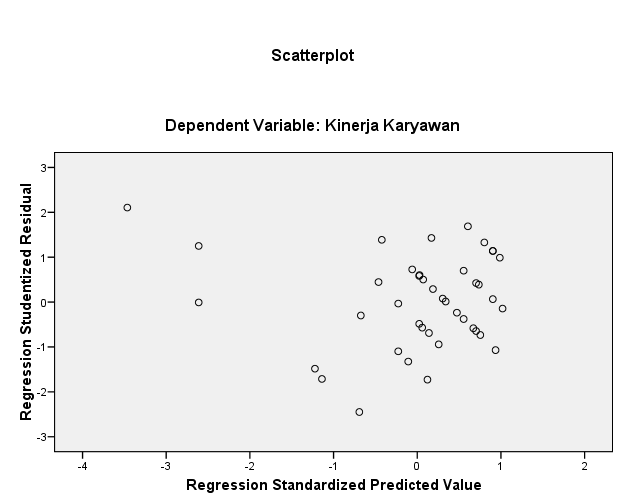 Scatterplot
Dependent Variable: Kinerja Karyawan
Regression Studentized Residual
3
2
1
0
-1
-2
-3
-4 -3 -2 -1 0 1 2
Regression Standardized Predicted Value